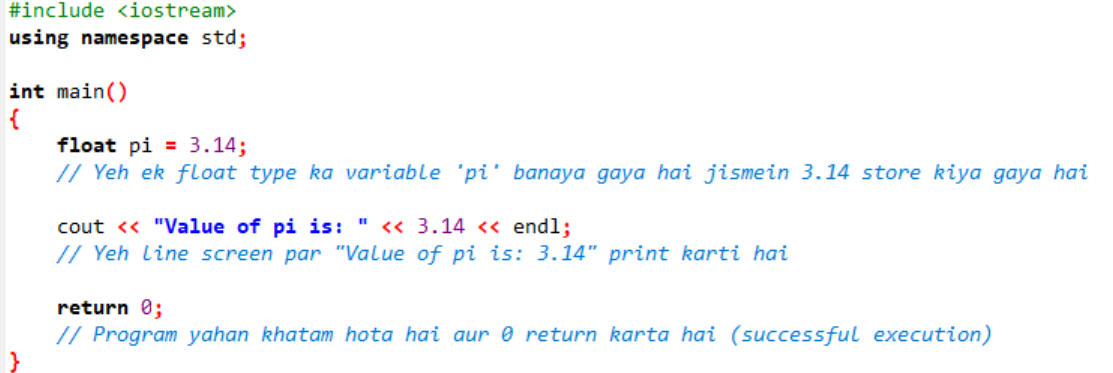 #include <iostream>
using namespace std;
int main()
{
float pi = 3.14;
// Yeh ek float type ka variable 'pi' banaya gaya hai jismein 3.14 store kiya gaya hai
cout << "Value of pi is: " << 3.14 << endl;
// Yeh line screen par "Value of pi is: 3.14" print karti hai
return 0;
// Program yahan khatam hota hai aur 0 return karta hai (successful execution)
}